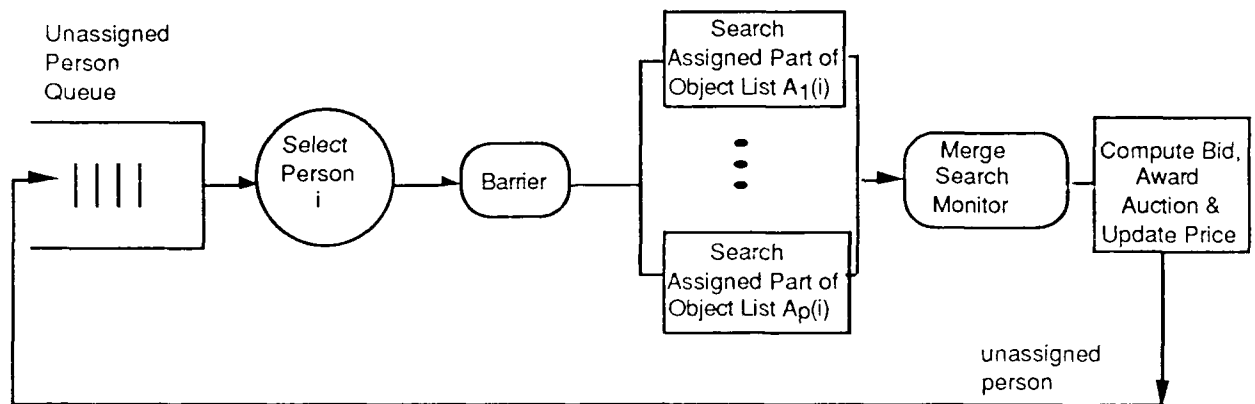 Unassigned
Person
Queue
Select
Person
i
Barrier
Search
Assigned Part of
Object List A₁(i)
Search
Assigned Part of
Object List Aₚ(i)
Merge
Search
Monitor
Compute Bid,
Award
Auction &
Update Price
unassigned
person